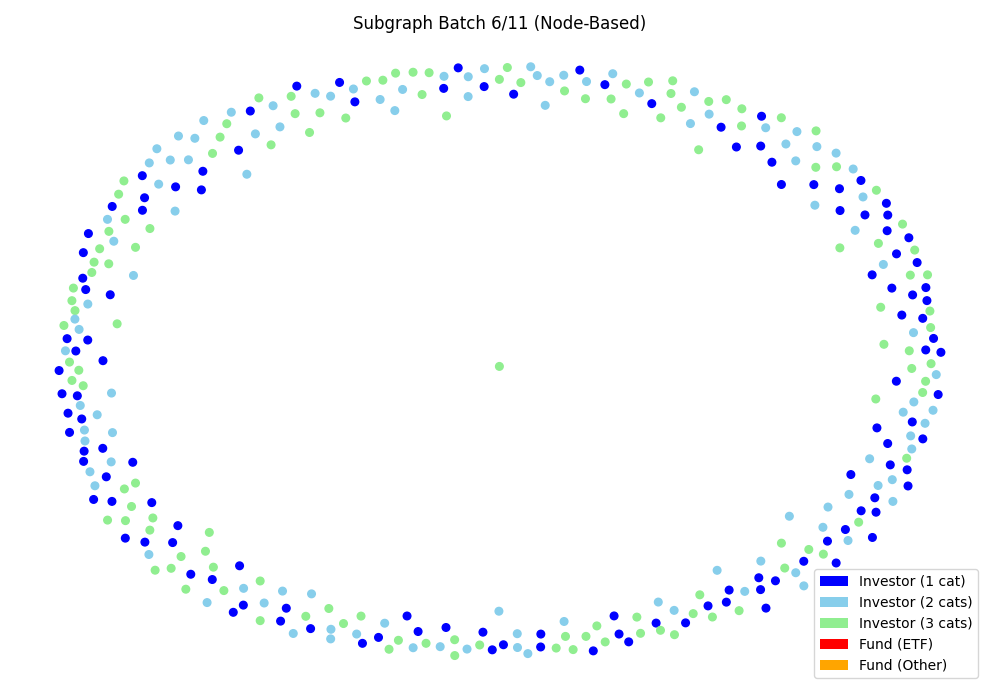 Subgraph Batch 6/11 (Node-Based)
Investor (1 cat)
Investor (2 cats)
Investor (3 cats)
Fund (ETF)
Fund (Other)